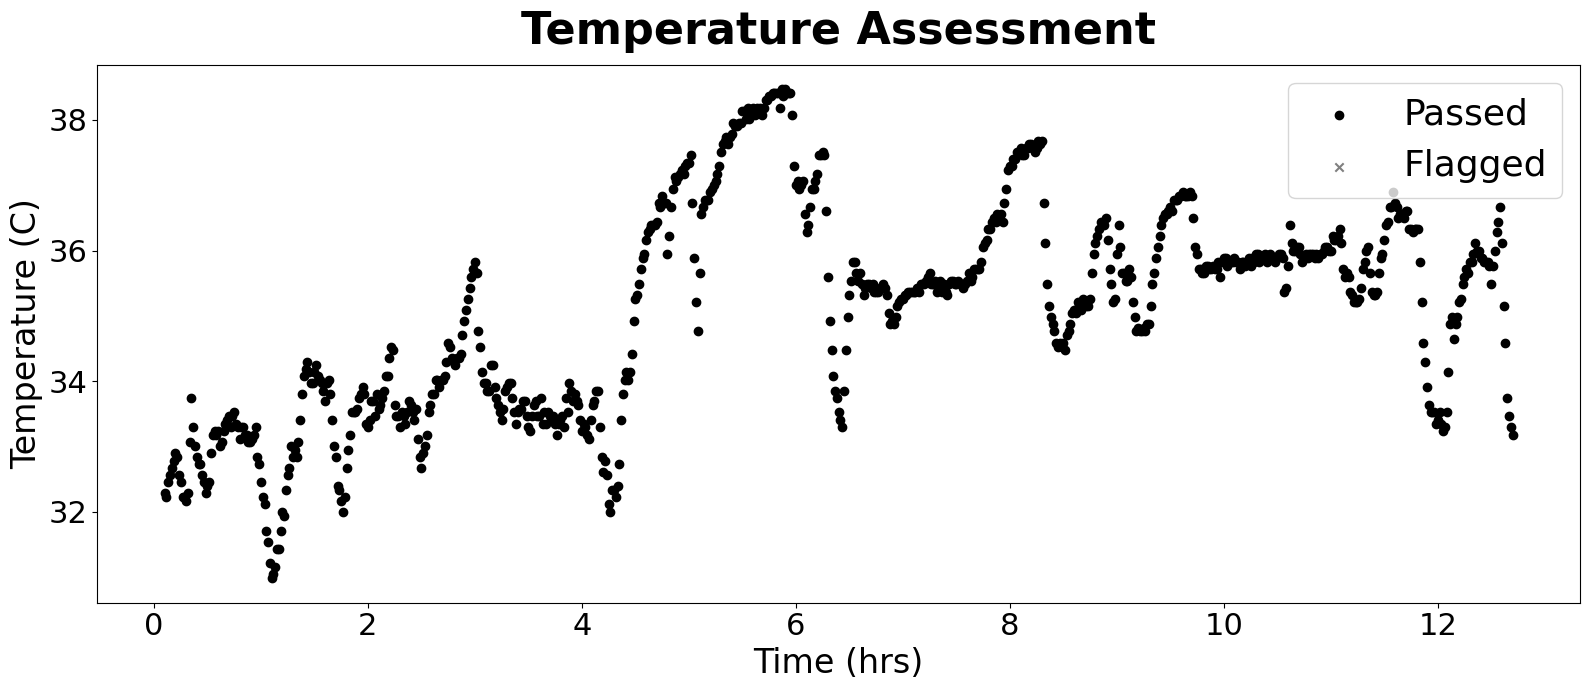 Temperature Assessment
Temperature (C)
38
36
34
32
Passed
Flagged
0 2 4 6 8 10 12
Time (hrs)